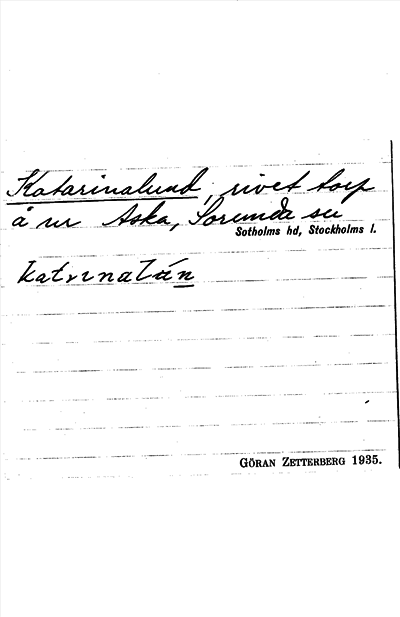 Katarinalund, rivet torp
å nr Aska, Sorunda sn
Sotholms hd, Stockholms l.
katrinalún
GÖRAN ZETTERBERG 1935.